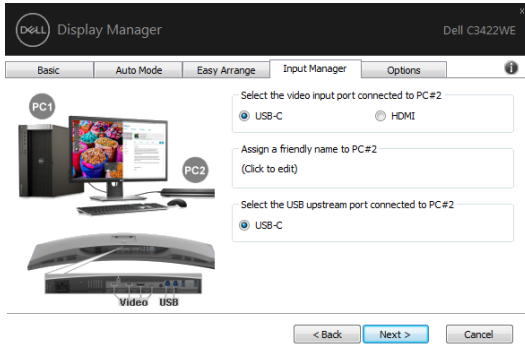 DELL Display Manager
Dell C3422WE
Basic
Auto Mode
Easy Arrange
Input Manager
Options
PC1
PC2
Video
USB
Select the video input port connected to PC#2
USB-C
HDMI
Assign a friendly name to PC#2
(Click to edit)
Select the USB upstream port connected to PC#2
USB-C
< Back
Next >
Cancel